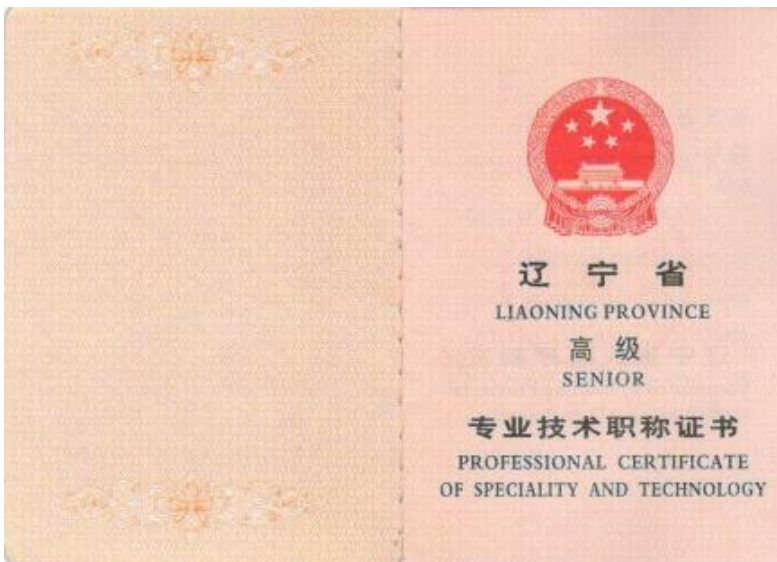 辽宁省
LIAONING PROVINCE
高级
SENIOR
专业技术职称证书
PROFESSIONAL CERTIFICATE
OF SPECIALITY AND TECHNOLOGY